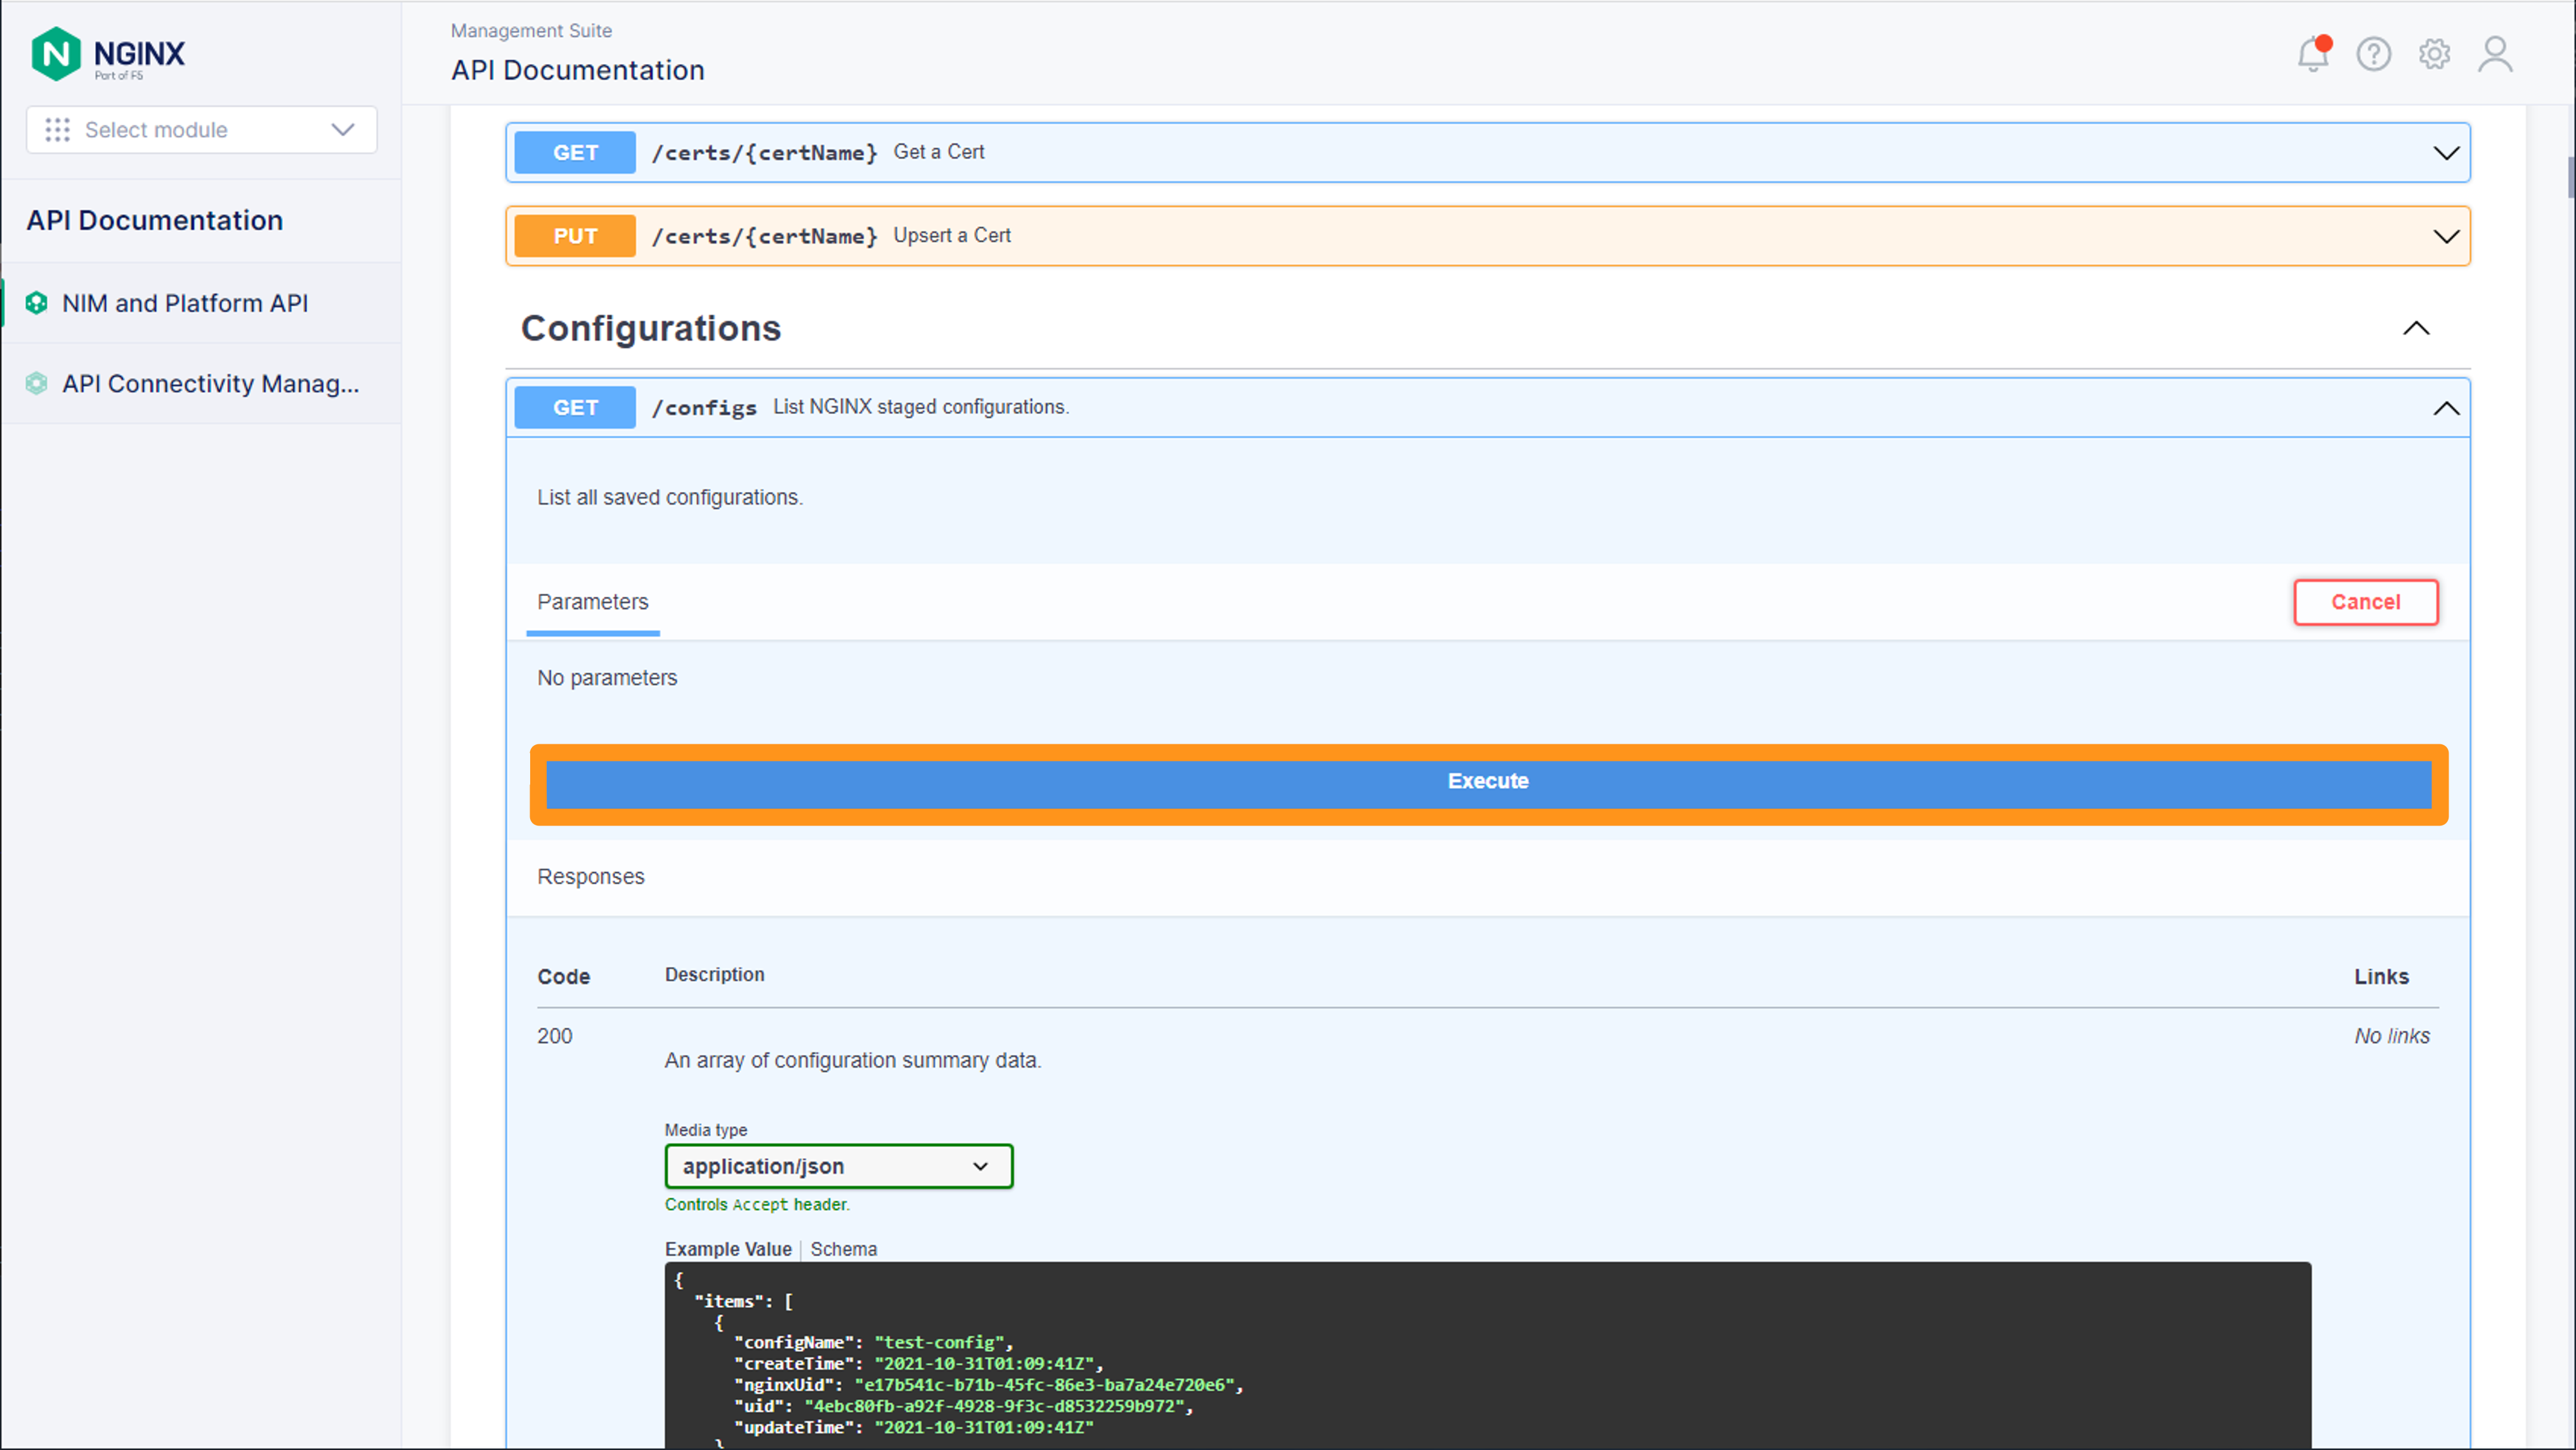 NGINX
Part of F5
Select module
API Documentation
NIM and Platform API
API Connectivity Manag...
Management Suite
API Documentation
GET /certs/{certName} Get a Cert
PUT /certs/{certName} Upsert a Cert
Configurations
GET /configs List NGINX staged configurations.
List all saved configurations.
Parameters Cancel
No parameters
Execute
Responses
Code Description Links
200 No links
An array of configuration summary data.
Media type
application/json
Controls Accept header.
Example Value | Schema
{
"items": [
{
"configName": "test-config",
"createTime": "2021-10-31T01:09:41Z",
"nginxUid": "e17b541c-b71b-45fc-86e3-ba7a24e720e6",
"uid": "4ebc80fb-a92f-4928-9f3c-d8532259b972",
"updateTime": "2021-10-31T01:09:41Z"
}